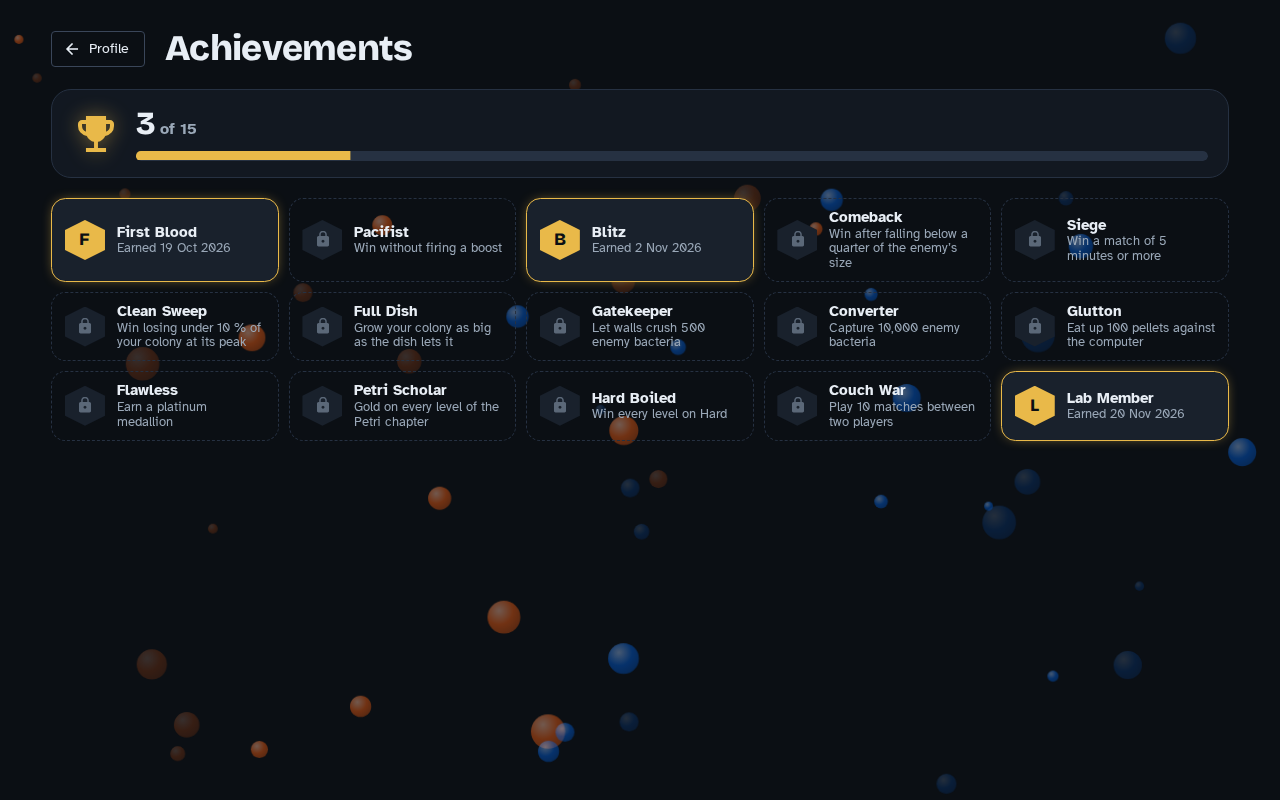 Profile
Achievements
3 of 15
F
First Blood
Earned 19 Oct 2026
Pacifist
Win without firing a boost
B
Blitz
Earned 2 Nov 2026
Comeback
Win after falling below a
quarter of the enemy's
size
Siege
Win a match of 5
minutes or more
Clean Sweep
Win losing under 10 % of
your colony at its peak
Full Dish
Grow your colony as big
as the dish lets it
Gatekeeper
Let walls crush 500
enemy bacteria
Converter
Capture 10,000 enemy
bacteria
Glutton
Eat up 100 pellets against
the computer
Flawless
Earn a platinum
medallion
Petri Scholar
Gold on every level of the
Petri chapter
Hard Boiled
Win every level on Hard
Couch War
Play 10 matches between
two players
L
Lab Member
Earned 20 Nov 2026